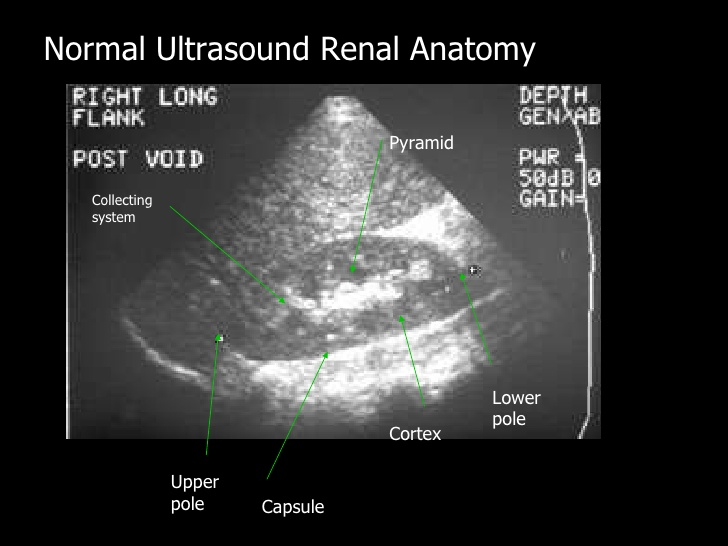 Normal Ultrasound Renal Anatomy
RIGHT LONG
FLANK
POST VOID
DEPTH
GEN/AB
PWR =
50dB 0
GAIN=
Pyramid
Collecting
system
Lower
pole
Cortex
Upper
pole
Capsule